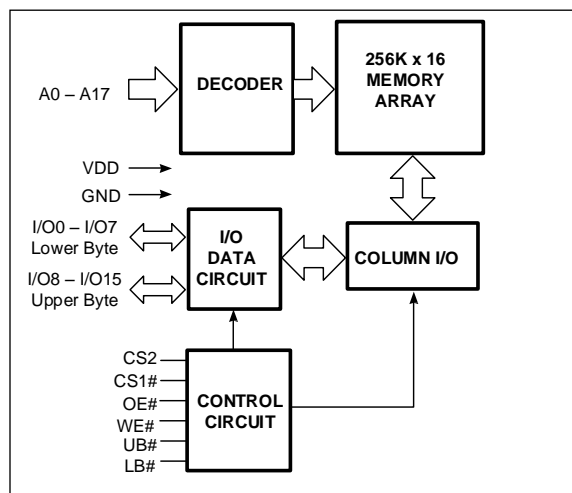 A0 – A17
DECODER
256K x 16
MEMORY
ARRAY
VDD
GND
I/O0 – I/O7
Lower Byte
I/O8 – I/O15
Upper Byte
I/O
DATA
CIRCUIT
COLUMN I/O
CS2
CS1#
OE#
WE#
UB#
LB#
CONTROL
CIRCUIT